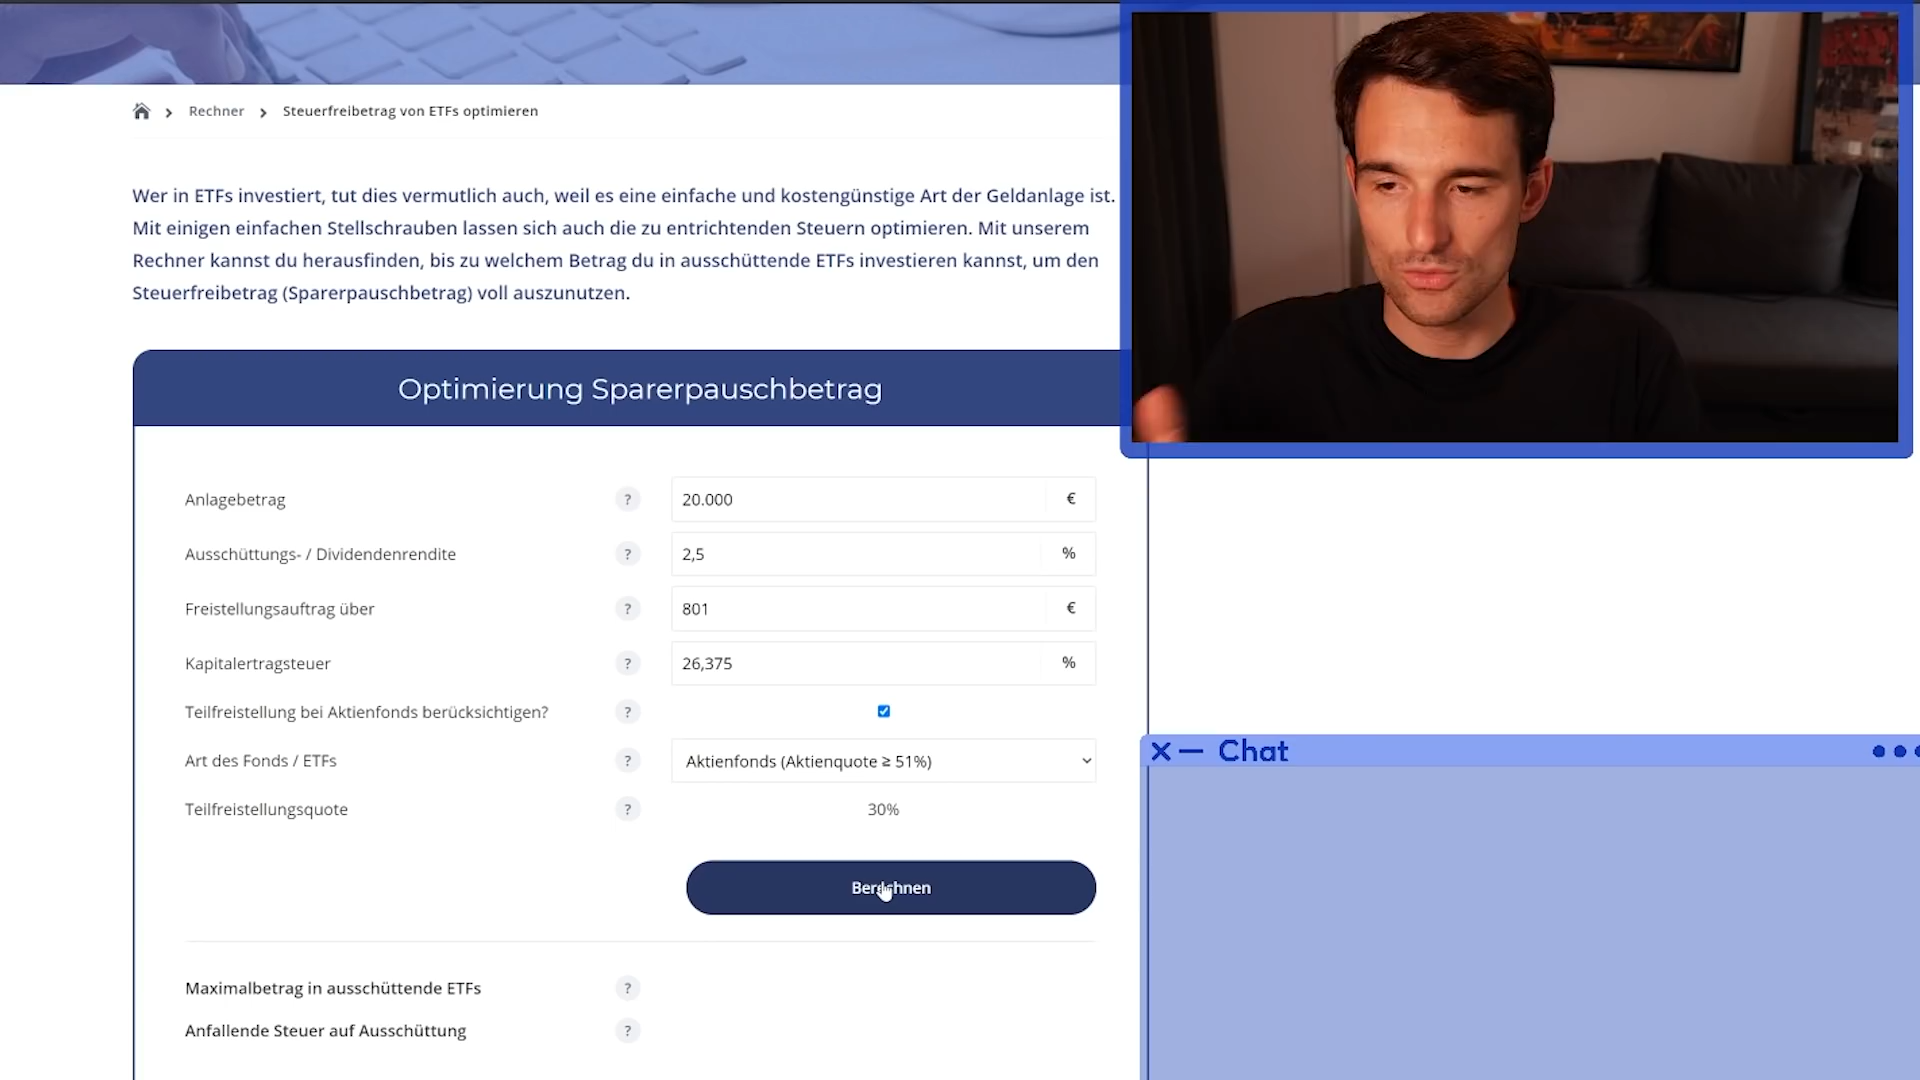 Rechner
Steuerfreibetrag von ETFs optimieren
Wer in ETFs investiert, tut dies vermutlich auch, weil es eine einfache und kostengünstige Art der Geldanlage ist.
Mit einigen einfachen Stellschrauben lassen sich auch die zu entrichtenden Steuern optimieren. Mit unserem
Rechner kannst du herausfinden, bis zu welchem Betrag du in ausschüttende ETFs investieren kannst, um den
Steuerfreibetrag (Sparerpauschbetrag) voll auszunutzen.
Optimierung Sparerpauschbetrag
Anlagebetrag ? 20.000 €
Ausschüttungs- / Dividendenrendite ? 2,5 %
Freistellungsauftrag über ? 801 €
Kapitalertragsteuer ? 26,375 %
Teilfreistellung bei Aktienfonds berücksichtigen? ?
Art des Fonds / ETFs ? Aktienfonds (Aktienquote ≥ 51%)
Teilfreistellungsquote ? 30%
Berechnen
Maximalbetrag in ausschüttende ETFs ?
Anfallende Steuer auf Ausschüttung ?
Chat